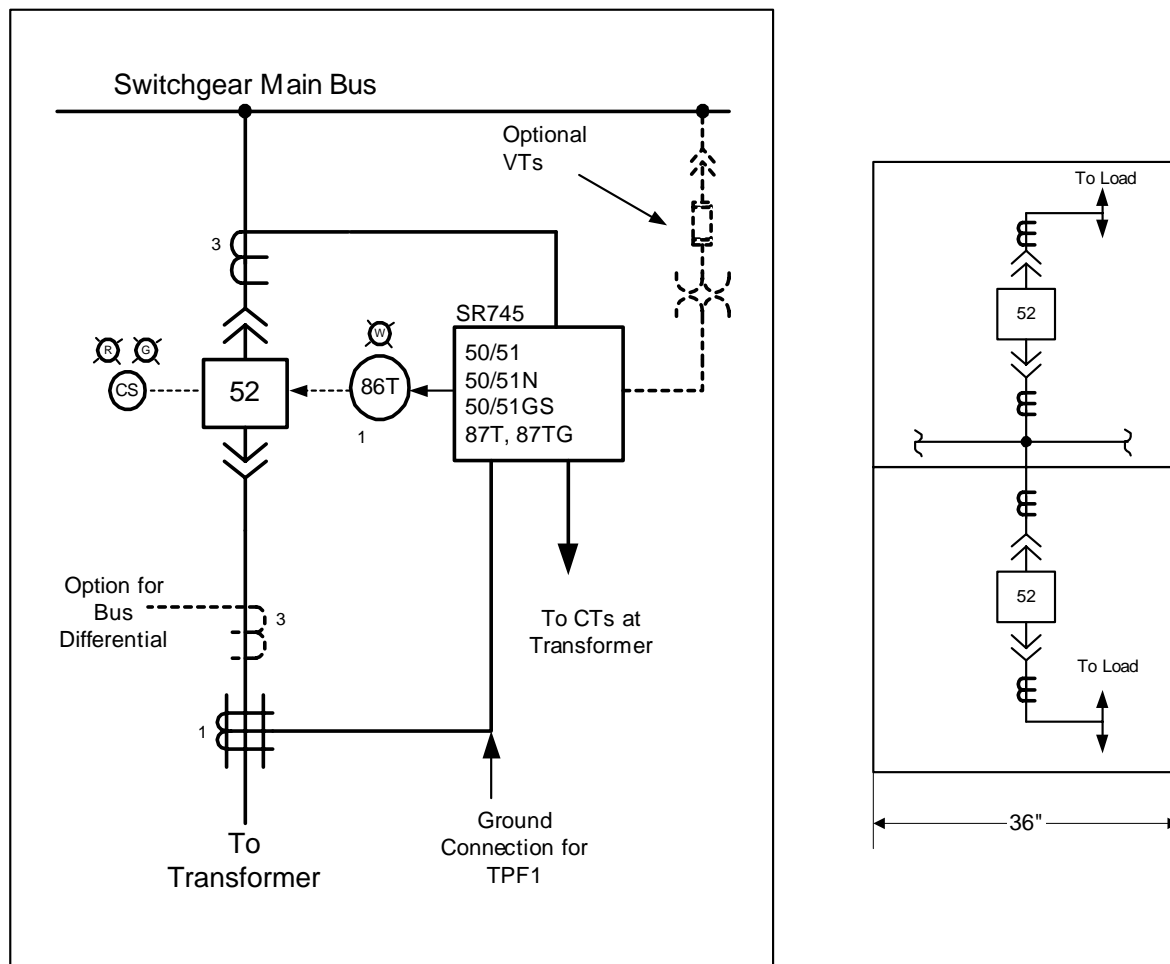 Switchgear Main Bus
Optional
VTs
3
SR745
50/51
50/51N
50/51GS
87T, 87TG
R
G
W
CS
52
86T
1
Option for
Bus
Differential
3
To CTs at
Transformer
1
Ground
Connection for
TPF1
To
Transformer
To Load
52
52
To Load
36"